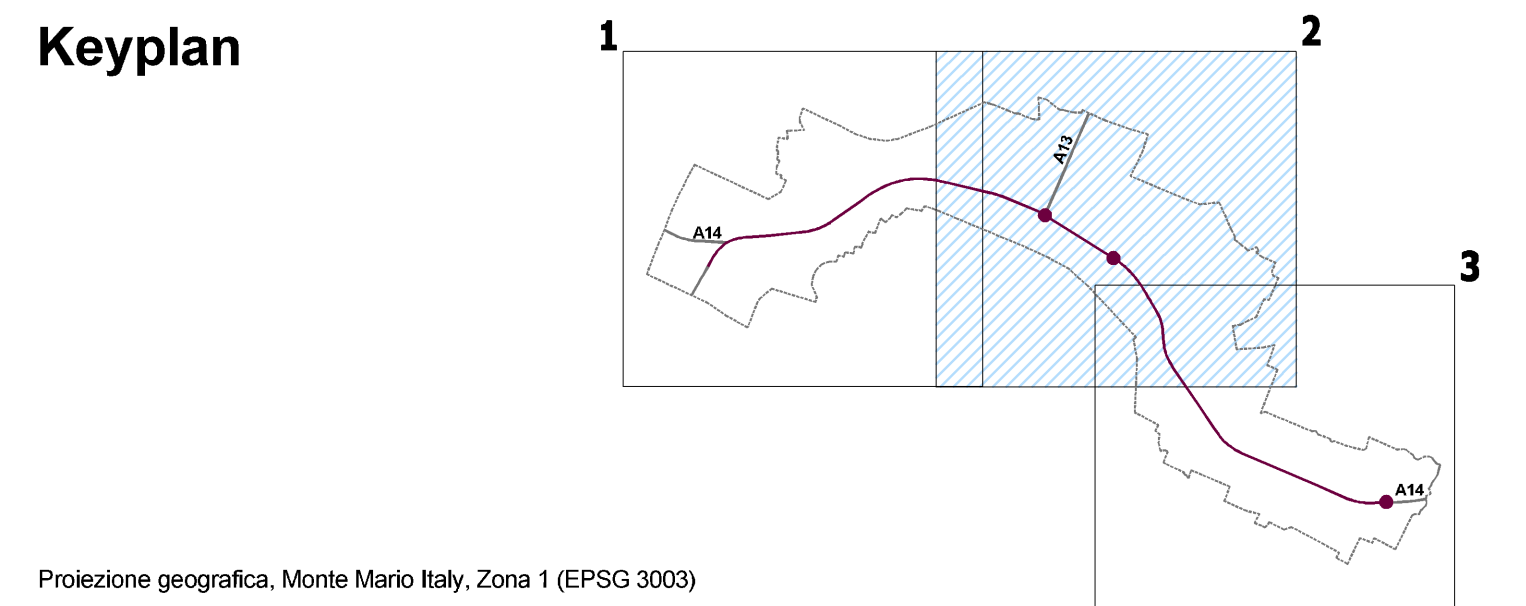 Keyplan
1
2
A13
A14
3
A14
Proiezione geografica, Monte Mario Italy, Zona 1 (EPSG 3003)